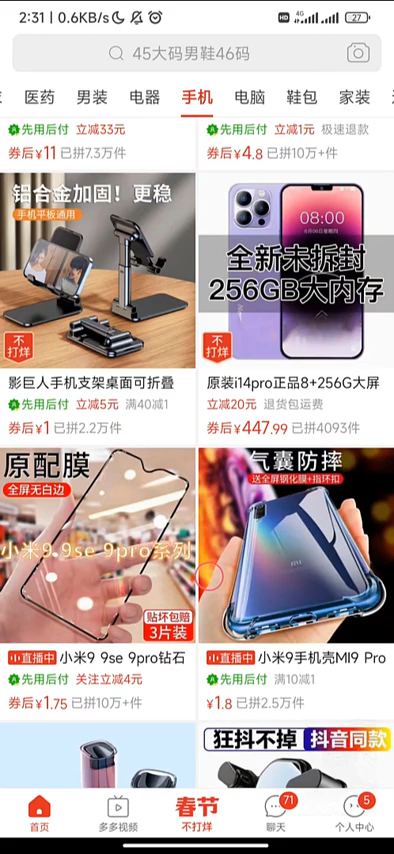 2:31 | 0.6KB/s
HD 4G 27
45大码男鞋46码
医药 男装 电器 手机 电脑 鞋包 家装
先用后付 立减33元
券后¥11 已拼7.3万件
先用后付 立减1元 极速退款
券后¥4.8 已拼10万+件
铝合金加固！更稳
手机平板通用
不打烊
影巨人手机支架桌面可折叠
先用后付 立减5元 满40减1
券后¥1 已拼2.2万件
08:00
全新未拆封
256GB大内存
不打烊
原装i14pro正品8+256G大屏
立减20元 退货包运费
券后¥447.99 已拼4093件
原配膜
全屏无白边
小米9.9se 9pro系列
贴坏包赔
3片装
直播中 小米9 9se 9pro钻石
先用后付 关注立减4元
券后¥1.75 已拼10万+件
气囊防摔
送全屏钢化膜+指环扣
直播中 小米9手机壳MI9 Pro
先用后付 满10减1
¥1.8 已拼2.5万件
狂抖不掉 抖音同款
首页
多多视频
春节
不打烊
71
聊天
5
个人中心